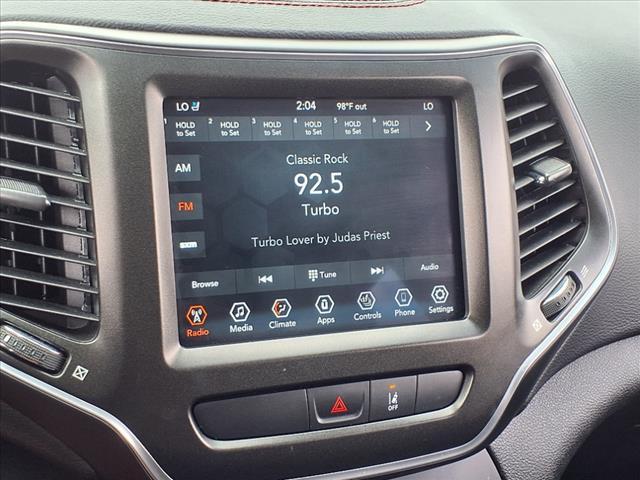 LO 2:04 98°F out LO
1 HOLD to Set 2 HOLD to Set 3 HOLD to Set 4 HOLD to Set 5 HOLD to Set 6 HOLD to Set
Classic Rock
AM
92.5
FM
Turbo
sxm
Turbo Lover by Judas Priest
Browse Tune Audio
Radio Media Climate Apps Controls Phone Settings
OFF